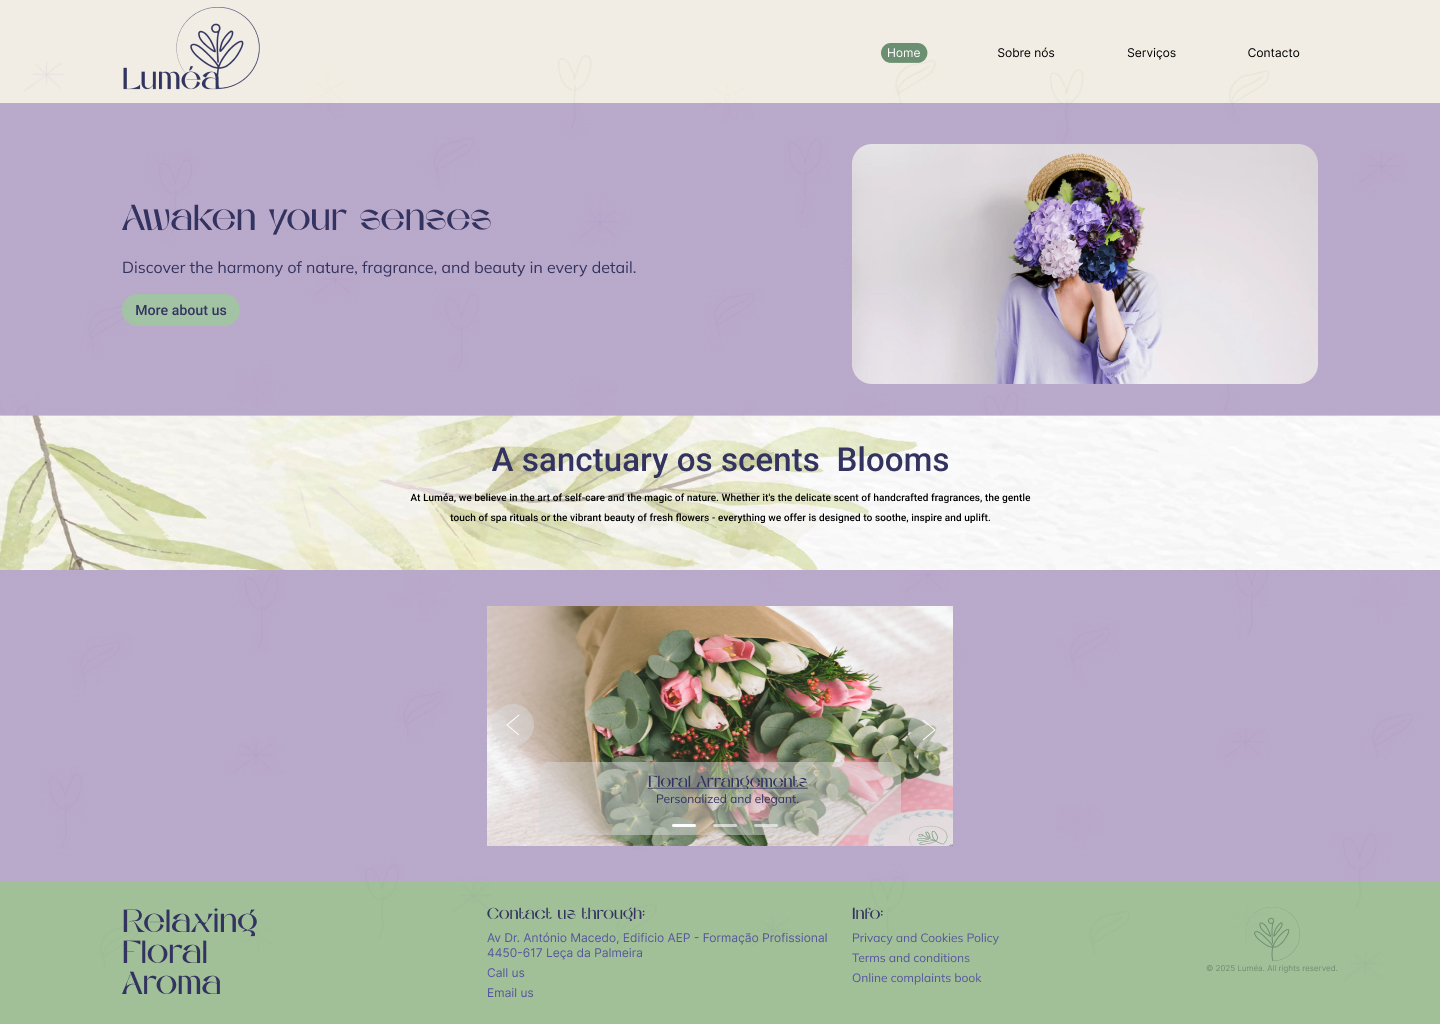 Luméa
Home
Sobre nós
Serviços
Contacto
Awaken your senses
Discover the harmony of nature, fragrance, and beauty in every detail.
More about us
A sanctuary os scents Blooms
At Luméa, we believe in the art of self-care and the magic of nature. Whether it's the delicate scent of handcrafted fragrances, the gentle
touch of spa rituals or the vibrant beauty of fresh flowers - everything we offer is designed to soothe, inspire and uplift.
Floral Arrangements
Personalized and elegant.
Relaxing
Floral
Aroma
Contact us through:
Av Dr. António Macedo, Edificio AEP - Formação Profissional
4450-617 Leça da Palmeira
Call us
Email us
Info:
Privacy and Cookies Policy
Terms and conditions
Online complaints book
© 2025 Luméa. All rights reserved.